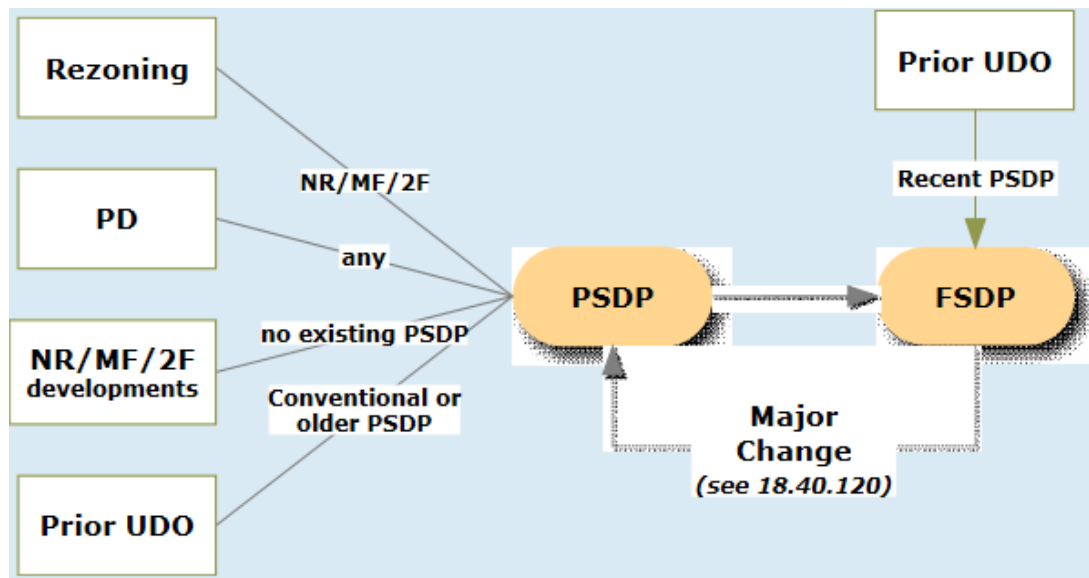 Rezoning
Prior UDO
NR/MF/2F
Recent PSDP
PD
any
PSDP
FSDP
no existing PSDP
NR/MF/2F
developments
Conventional or
older PSDP
Major
Change
(see 18.40.120)
Prior UDO